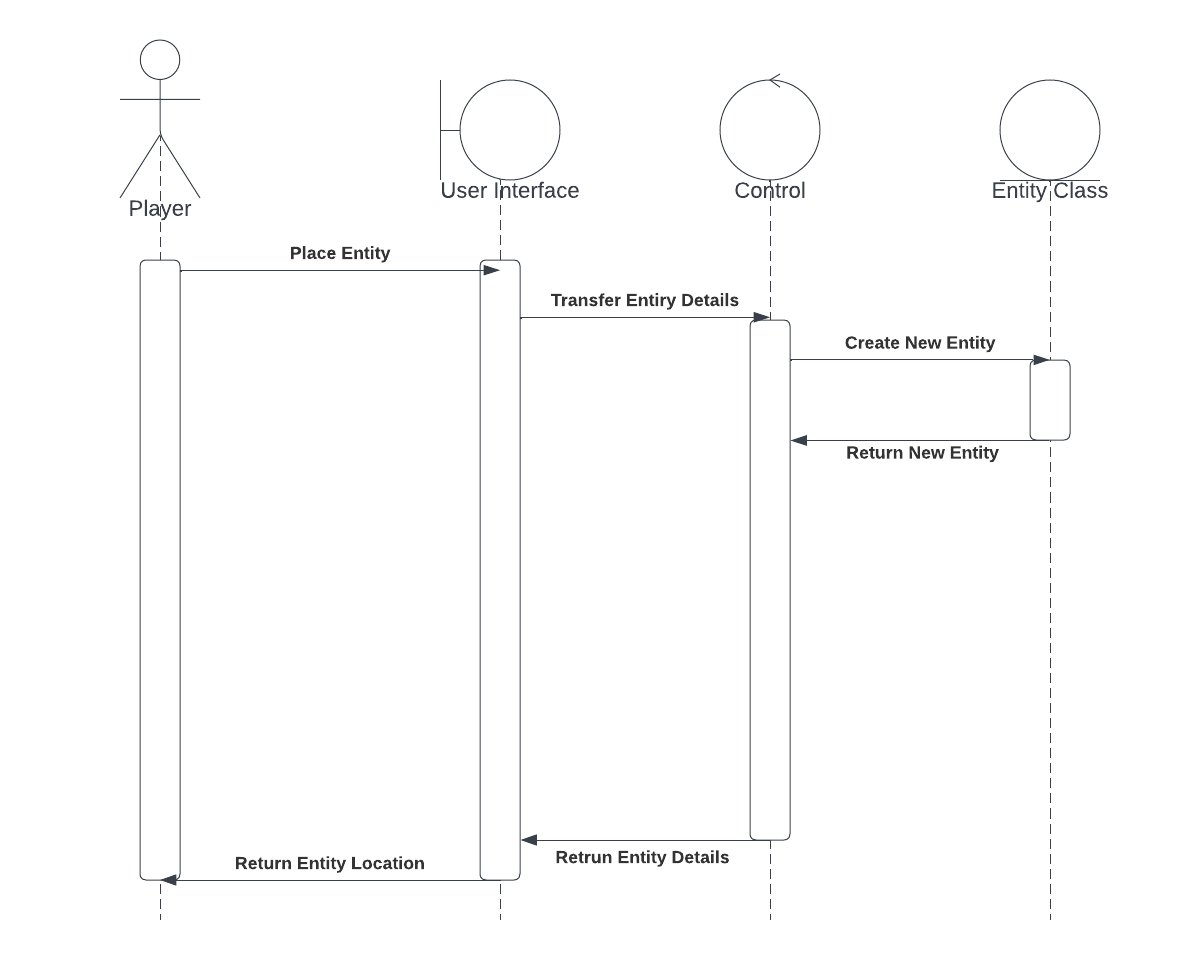 Player
User Interface
Control
Entity Class
Place Entity
Transfer Entiry Details
Create New Entity
Return New Entity
Retrun Entity Details
Return Entity Location